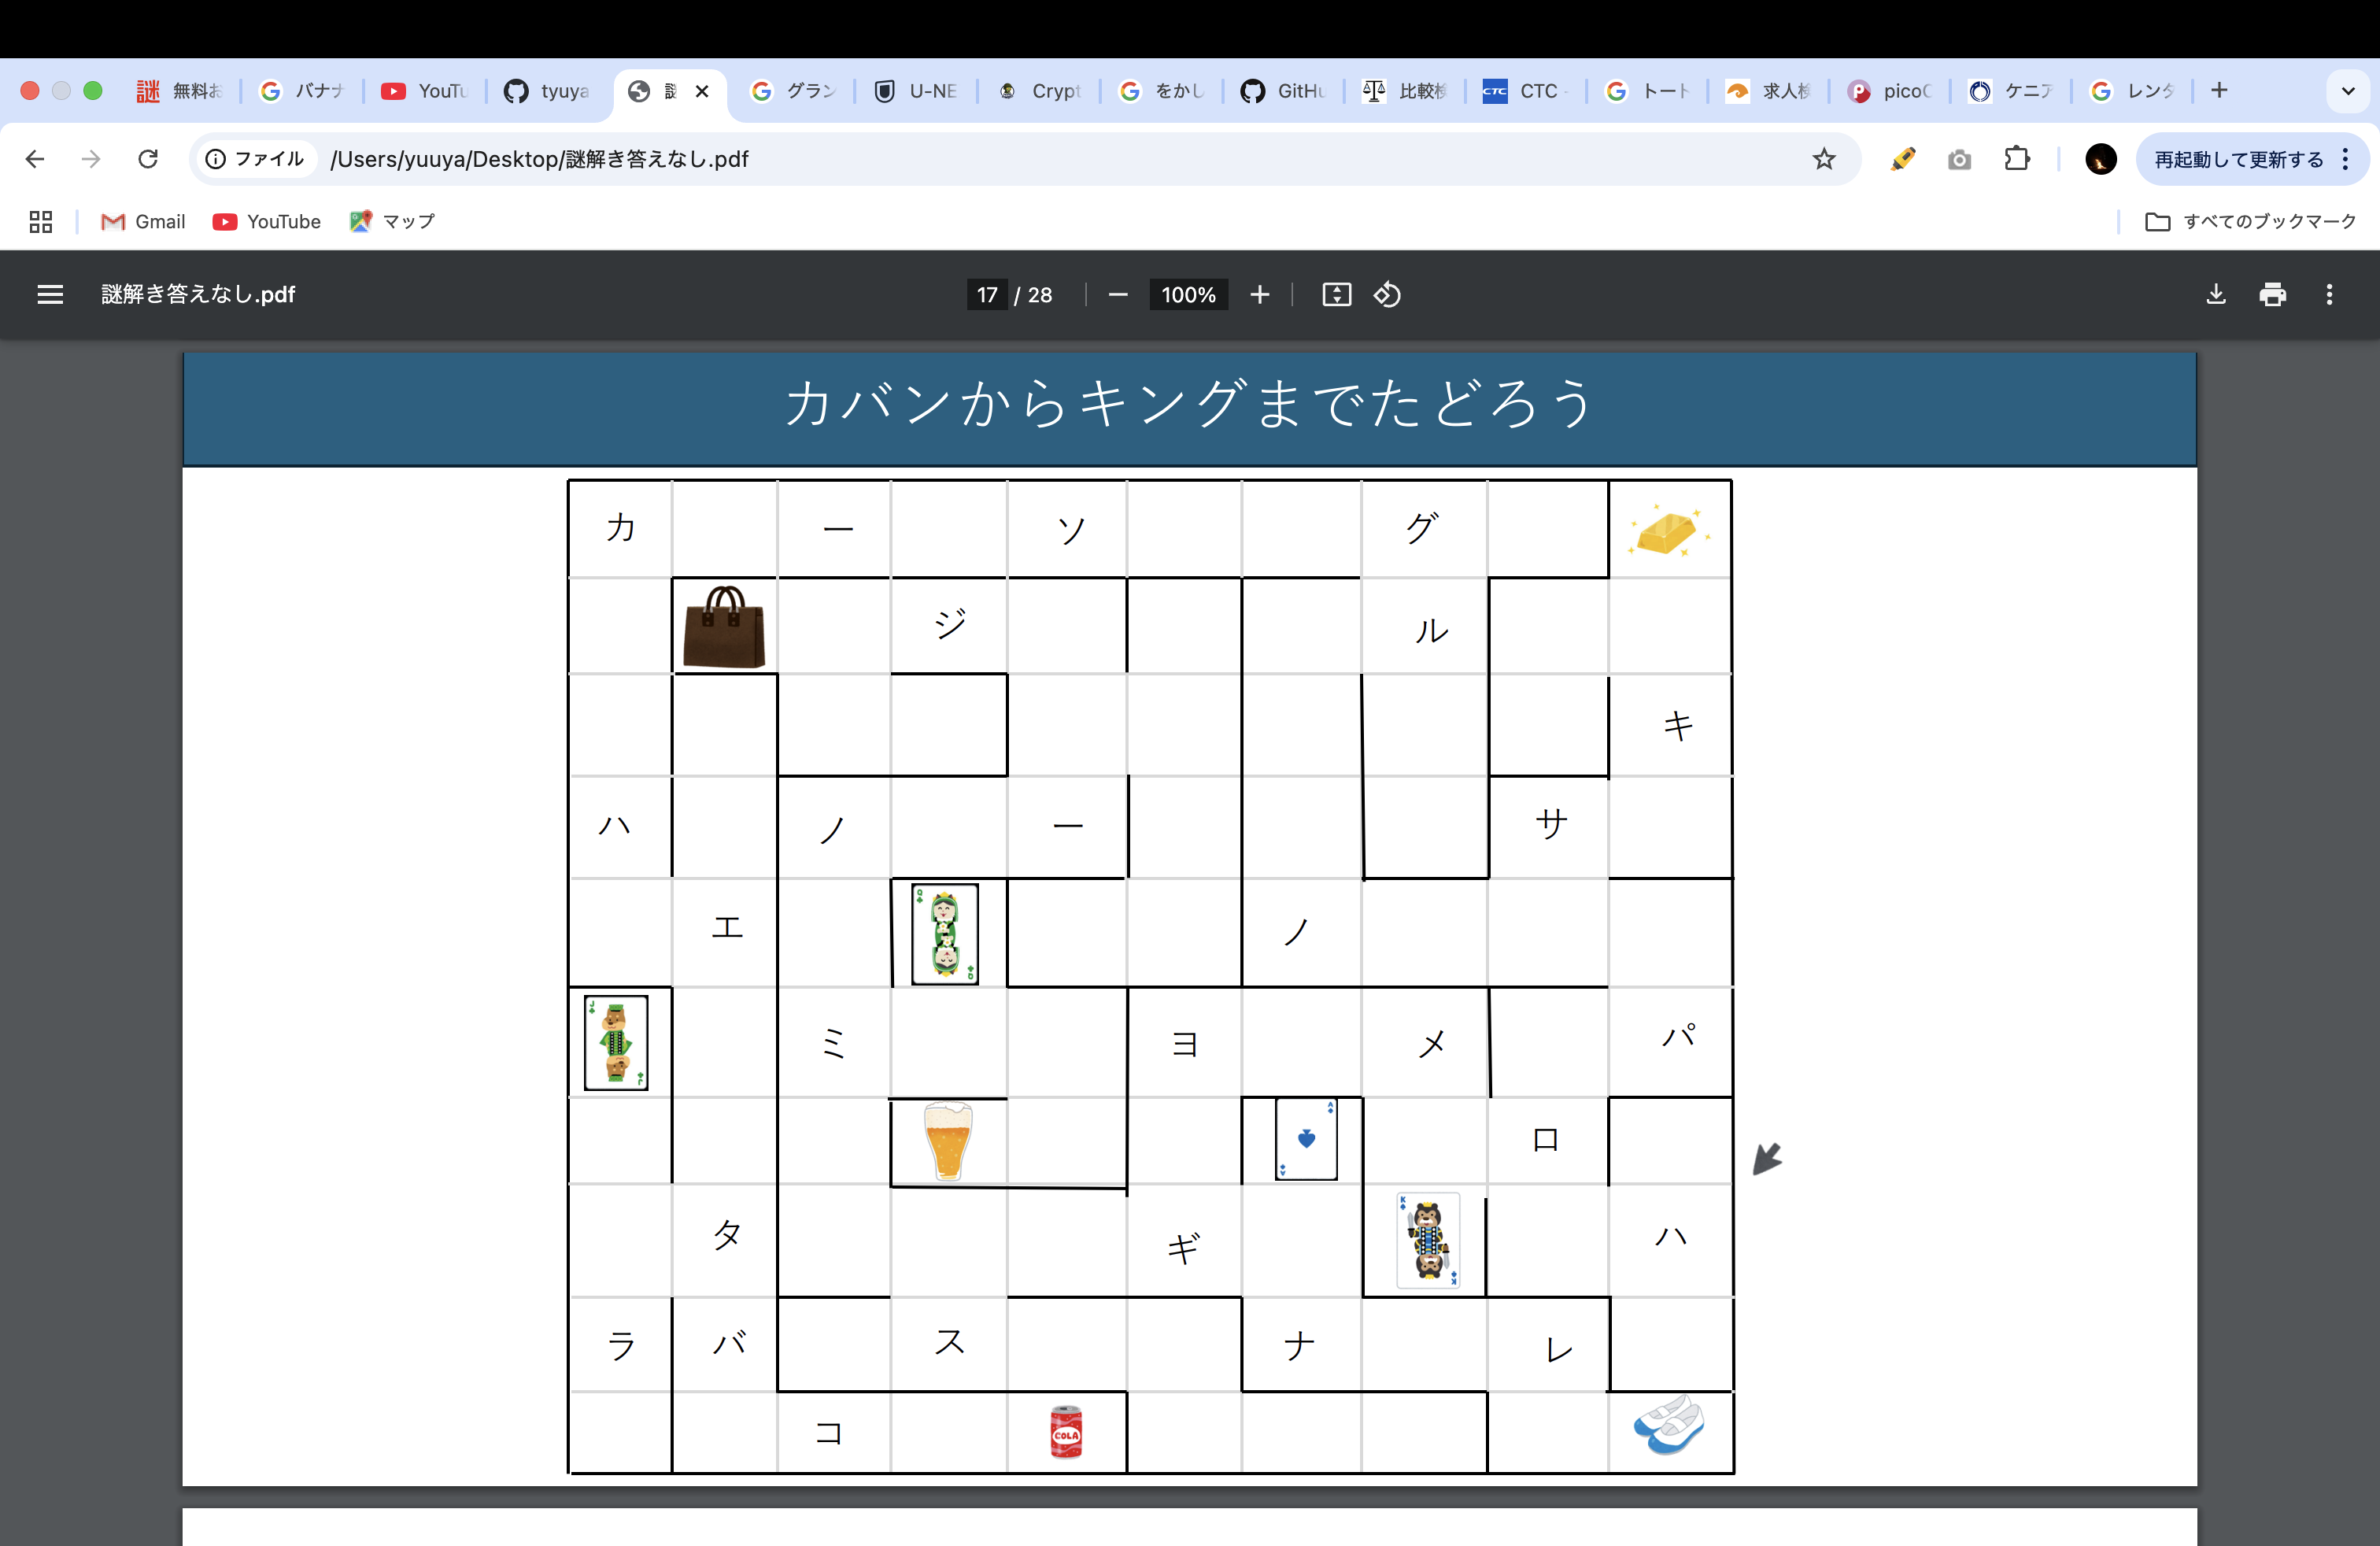 無料お
バナナ
YouTu
tyuya
謎
グラン
U-NE
Crypt
をかし
GitHu
比較検
CTC CTC -
トート
求人検
picoC
ケニア
レンタ
ファイル /Users/yuuya/Desktop/謎解き答えなし.pdf 再起動して更新する
Gmail YouTube マップ すべてのブックマーク
謎解き答えなし.pdf 17 / 28 100%
カバンからキングまでたどろう
カ ー ソ グ
ジ ル
キ
ハ ノ ー サ
エ Q Q ノ
J J ミ ヨ メ パ
A A ロ
タ ギ K K ハ
ラ バ ス ナ レ
コ COLA